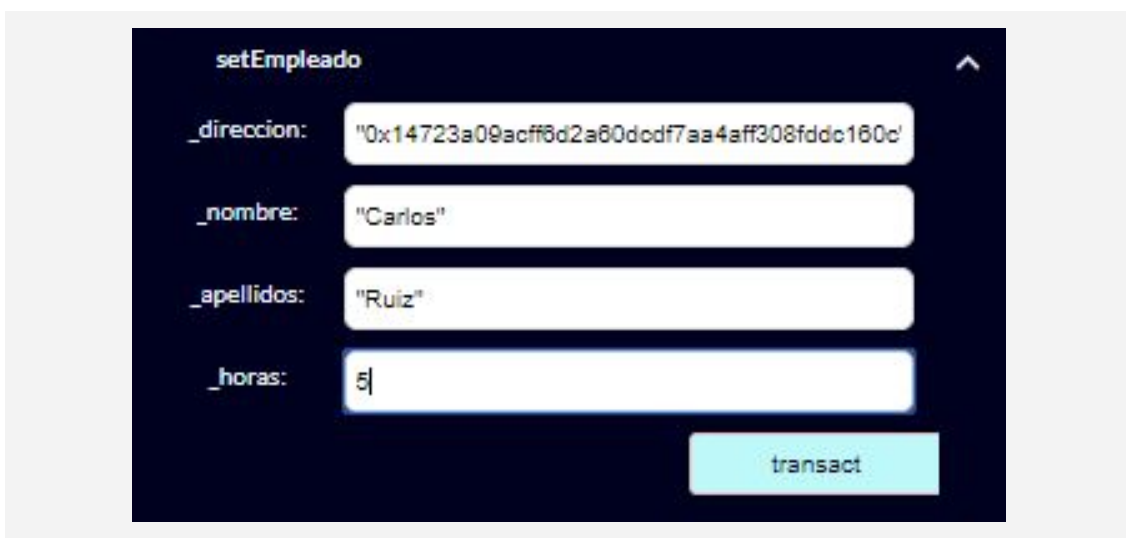 setEmpleado
_direccion: "0x14723a09acff6d2a60dcdf7aa4aff308fddc160c"
_nombre: "Carlos"
_apellidos: "Ruiz"
_horas: 5
transact